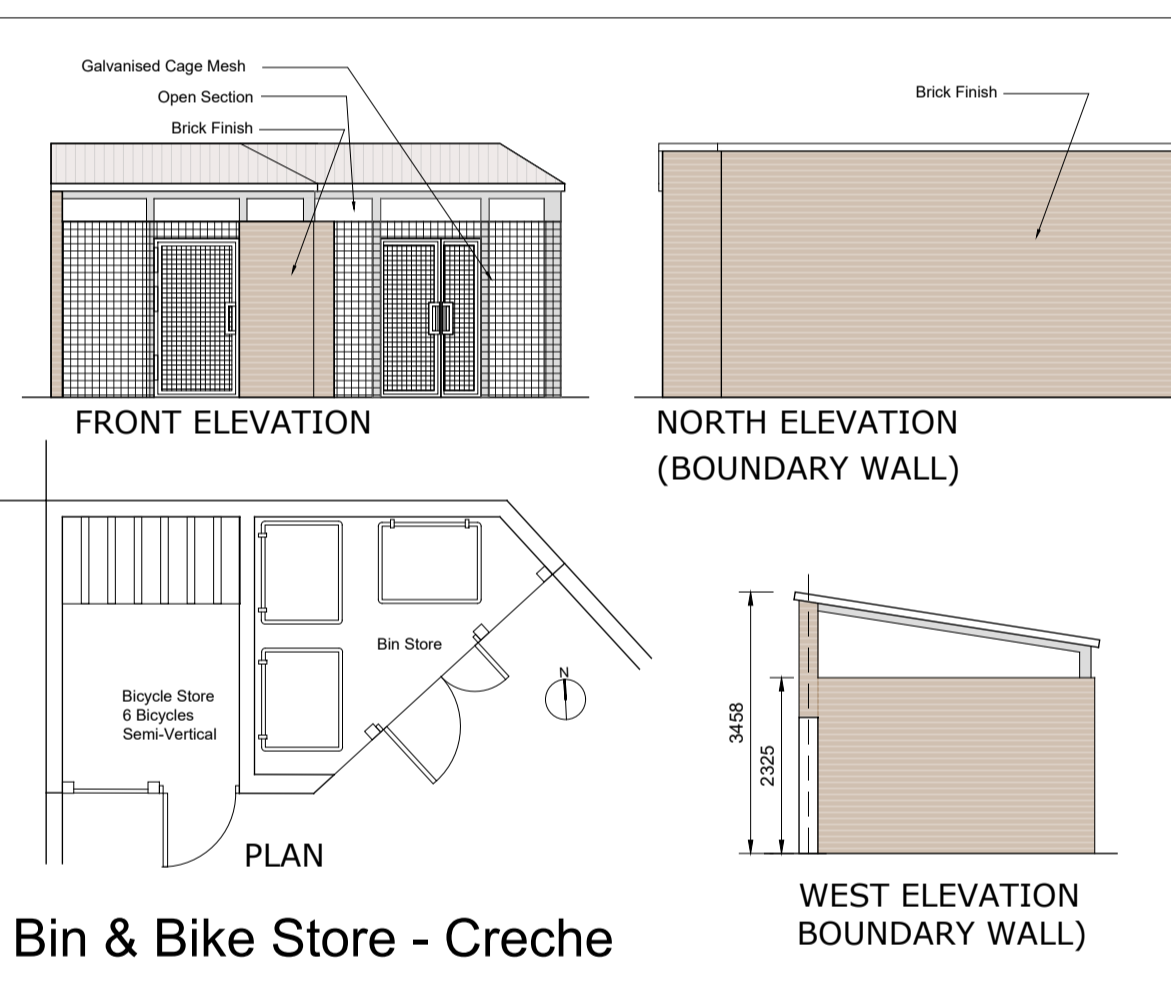 Galvanised Cage Mesh
Open Section
Brick Finish
FRONT ELEVATION
Brick Finish
NORTH ELEVATION
(BOUNDARY WALL)
Bin Store
N
Bicycle Store
6 Bicycles
Semi-Vertical
PLAN
3458
2325
WEST ELEVATION
BOUNDARY WALL)
Bin & Bike Store - Creche